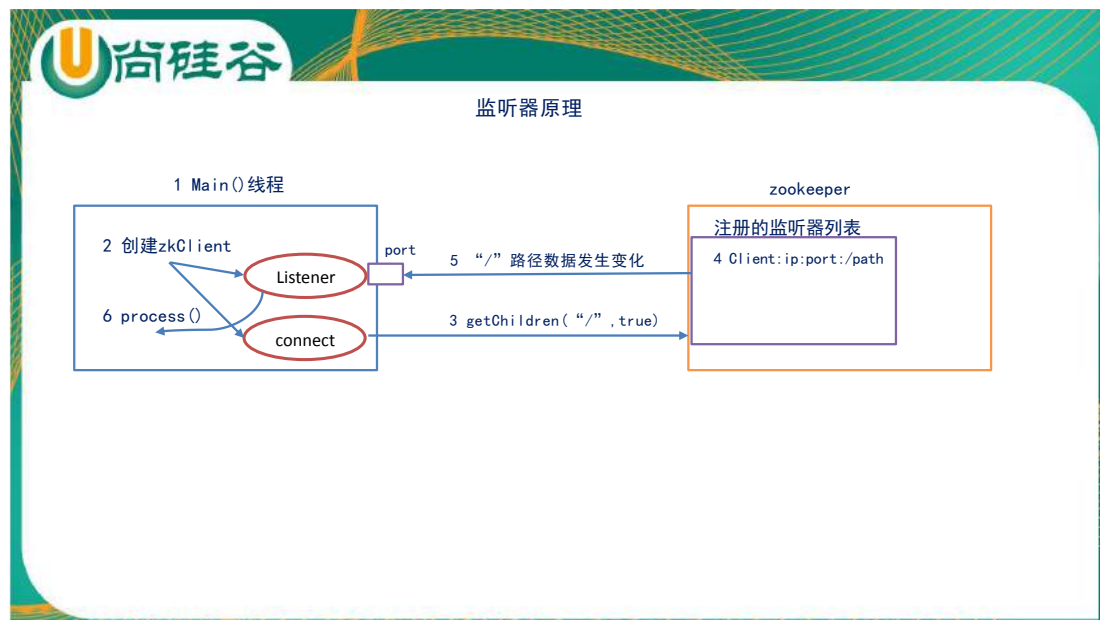 尚硅谷
监听器原理
1 Main()线程
zookeeper
2 创建zkClient
Listener
port
5 “/”路径数据发生变化
注册的监听器列表
4 Client:ip:port:/path
6 process()
connect
3 getChildren(“/”,true)